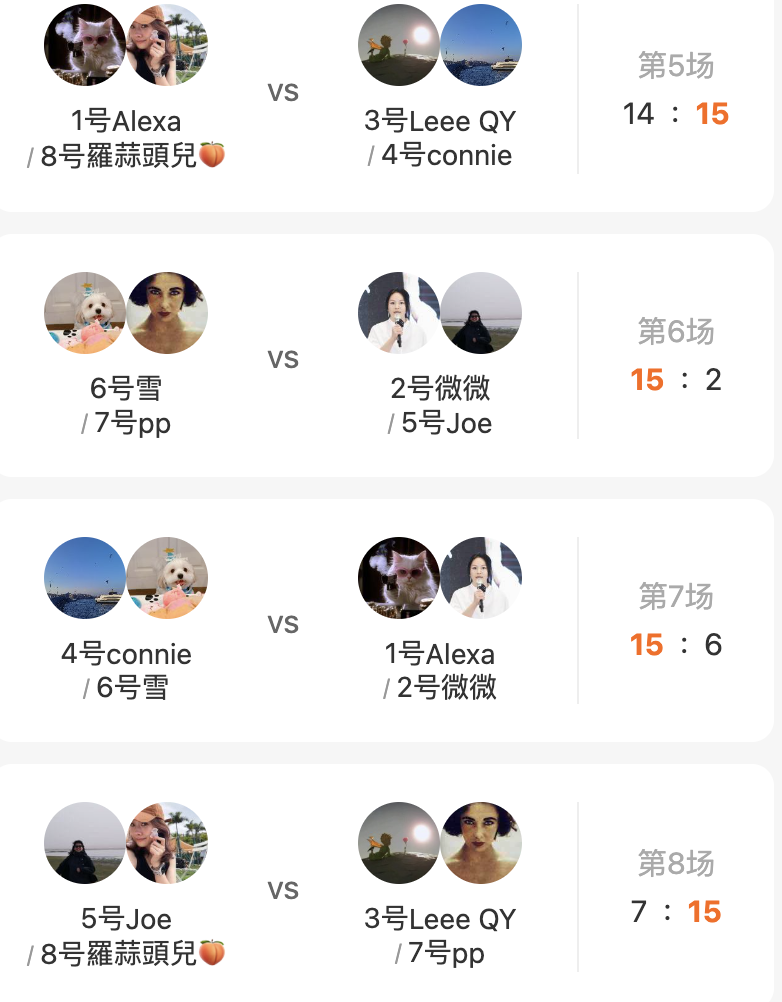 1号Alexa
/ 8号羅蒜頭兒🍑
vs
3号Leee QY
/ 4号connie
第5场
14 : 15
6号雪
/ 7号pp
vs
2号微微
/ 5号Joe
第6场
15 : 2
4号connie
/ 6号雪
vs
1号Alexa
/ 2号微微
第7场
15 : 6
5号Joe
/ 8号羅蒜頭兒🍑
vs
3号Leee QY
/ 7号pp
第8场
7 : 15